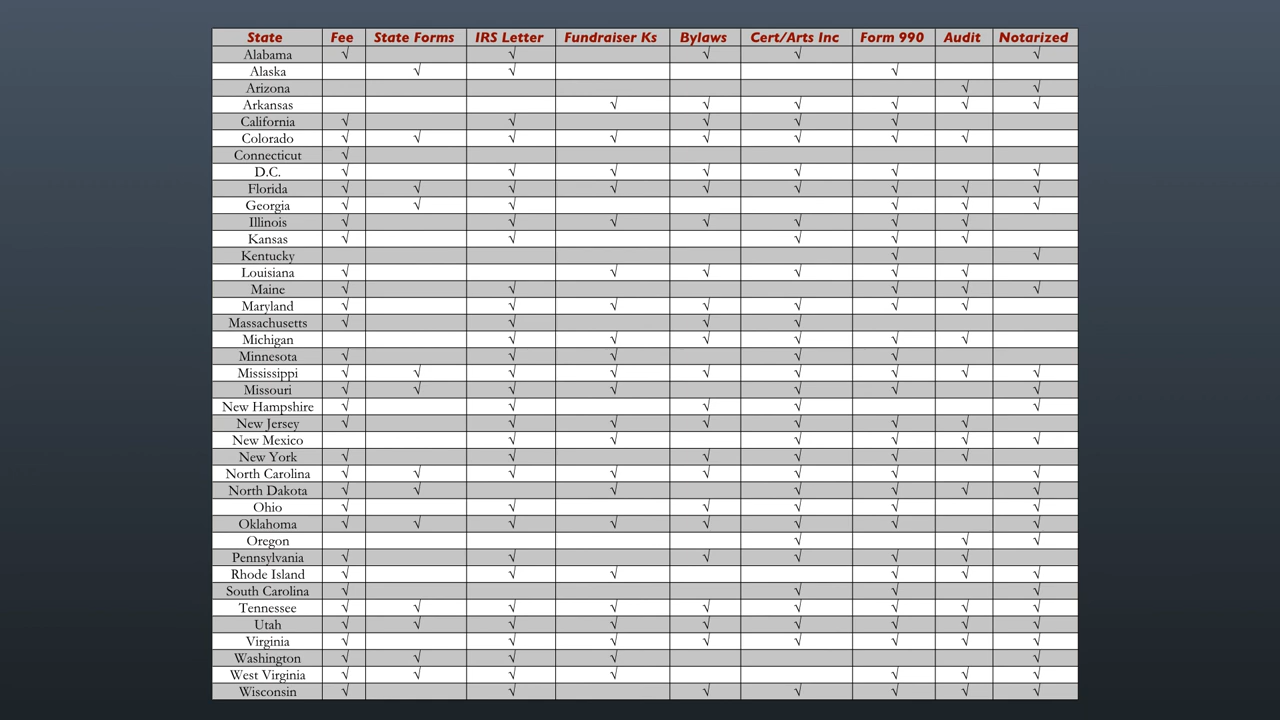 State Fee State Forms IRS Letter Fundraiser Ks Bylaws Cert/Arts Inc Form 990 Audit Notarized
Alabama √ √ √ √ √
Alaska √ √ √
Arizona √ √
Arkansas √ √ √ √ √ √
California √ √ √ √ √
Colorado √ √ √ √ √ √ √ √
Connecticut √
D.C. √ √ √ √ √ √ √
Florida √ √ √ √ √ √ √ √ √
Georgia √ √ √ √ √ √
Illinois √ √ √ √ √ √ √
Kansas √ √ √ √ √
Kentucky √ √
Louisiana √ √ √ √ √ √
Maine √ √ √ √ √
Maryland √ √ √ √ √ √ √
Massachusetts √ √ √ √
Michigan √ √ √ √ √ √
Minnesota √ √ √ √ √
Mississippi √ √ √ √ √ √ √ √ √
Missouri √ √ √ √ √ √ √
New Hampshire √ √ √ √ √
New Jersey √ √ √ √ √ √ √
New Mexico √ √ √ √ √ √
New York √ √ √ √ √ √
North Carolina √ √ √ √ √ √ √ √
North Dakota √ √ √ √ √ √ √
Ohio √ √ √ √ √ √
Oklahoma √ √ √ √ √ √ √ √
Oregon √ √ √
Pennsylvania √ √ √ √ √ √
Rhode Island √ √ √ √ √ √
South Carolina √ √ √ √
Tennessee √ √ √ √ √ √ √ √ √
Utah √ √ √ √ √ √ √ √ √
Virginia √ √ √ √ √ √ √ √
Washington √ √ √ √ √
West Virginia √ √ √ √ √ √ √
Wisconsin √ √ √ √ √ √ √